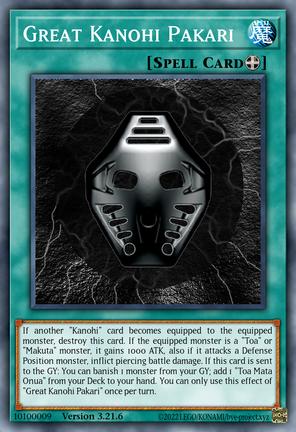 Great Kanohi Pakari
魔
[Spell Card]
If another "Kanohi" card becomes equipped to the equipped
monster, destroy this card. If the equipped monster is a "Toa" or
"Makuta" monster, it gains 1000 ATK, also if it attacks a Defense
Position monster, inflict piercing battle damage. If this card is sent
to the GY: You can banish 1 monster from your GY; add 1 "Toa Mata
Onua" from your Deck to your hand. You can only use this effect of
"Great Kanohi Pakari" once per turn.
10100009 Version 3.21.6 ©2022 LEGO/KONAMI/bye-project.xyz